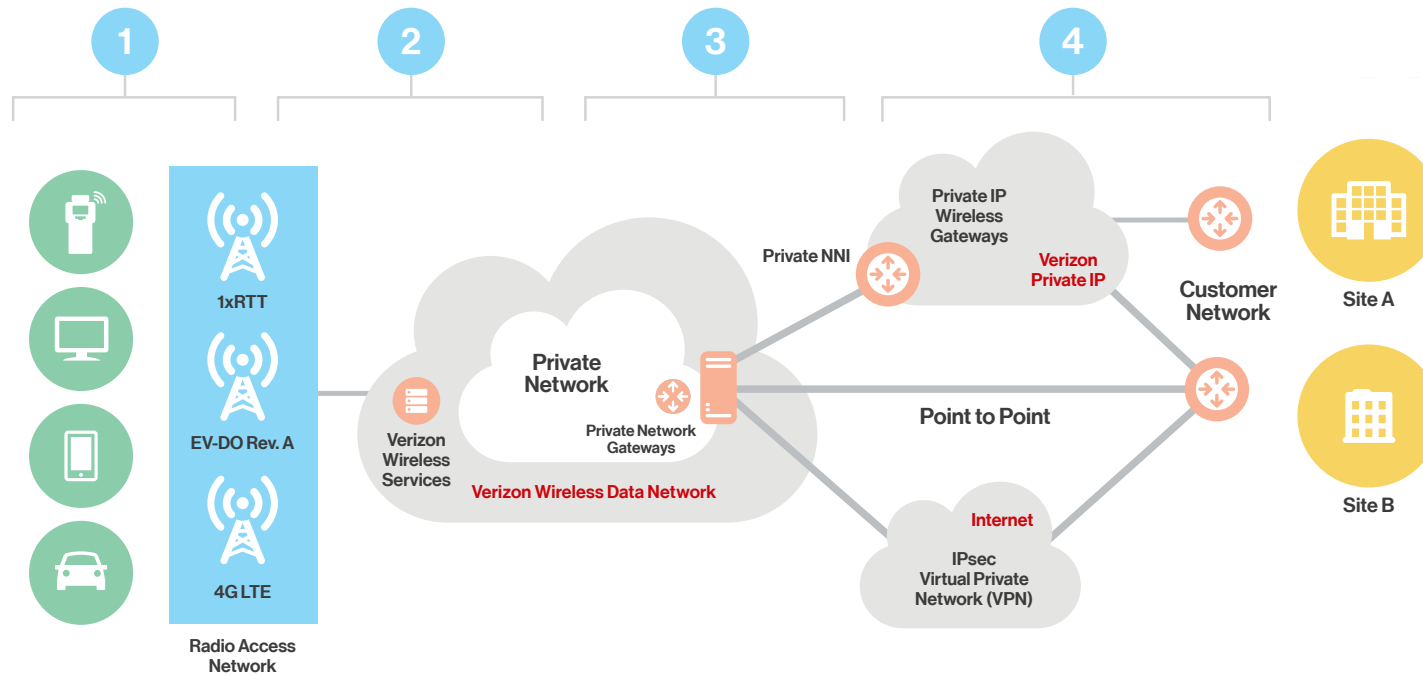 1
2
3
4
1xRTT
EV-DO Rev. A
4G LTE
Radio Access
Network
Verizon
Wireless
Services
Private
Network
Private Network
Gateways
Verizon Wireless Data Network
Private NNI
Private IP
Wireless
Gateways
Verizon
Private IP
Point to Point
Internet
IPsec
Virtual Private
Network (VPN)
Customer
Network
Site A
Site B